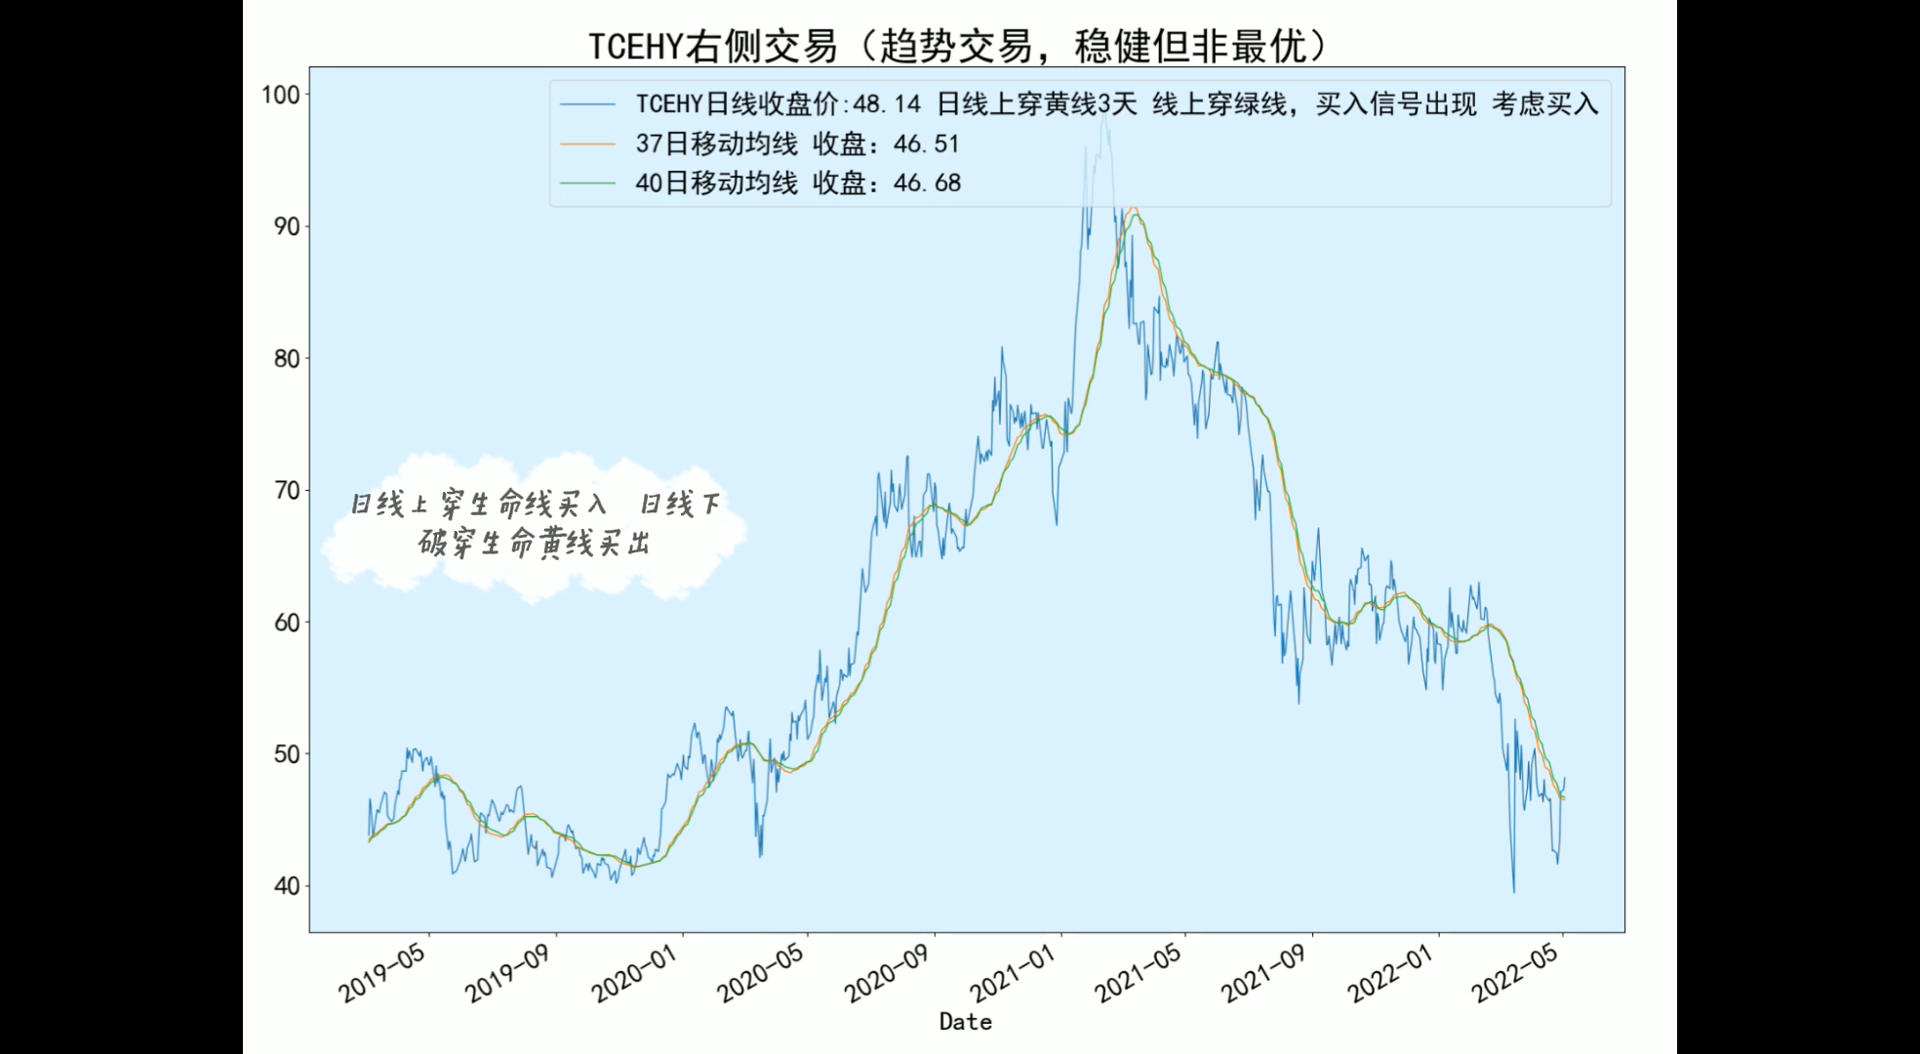 TCEHY右侧交易（趋势交易，稳健但非最优）
TCEHY日线收盘价:48.14 日线上穿黄线3天 线上穿绿线，买入信号出现 考虑买入
37日移动均线 收盘：46.51
40日移动均线 收盘：46.68
100
90
80
70
60
50
40
日线上穿生命线买入 日线下
破穿生命黄线买出
2019-05
2019-09
2020-01
2020-05
2020-09
2021-01
2021-05
2021-09
2022-01
2022-05
Date